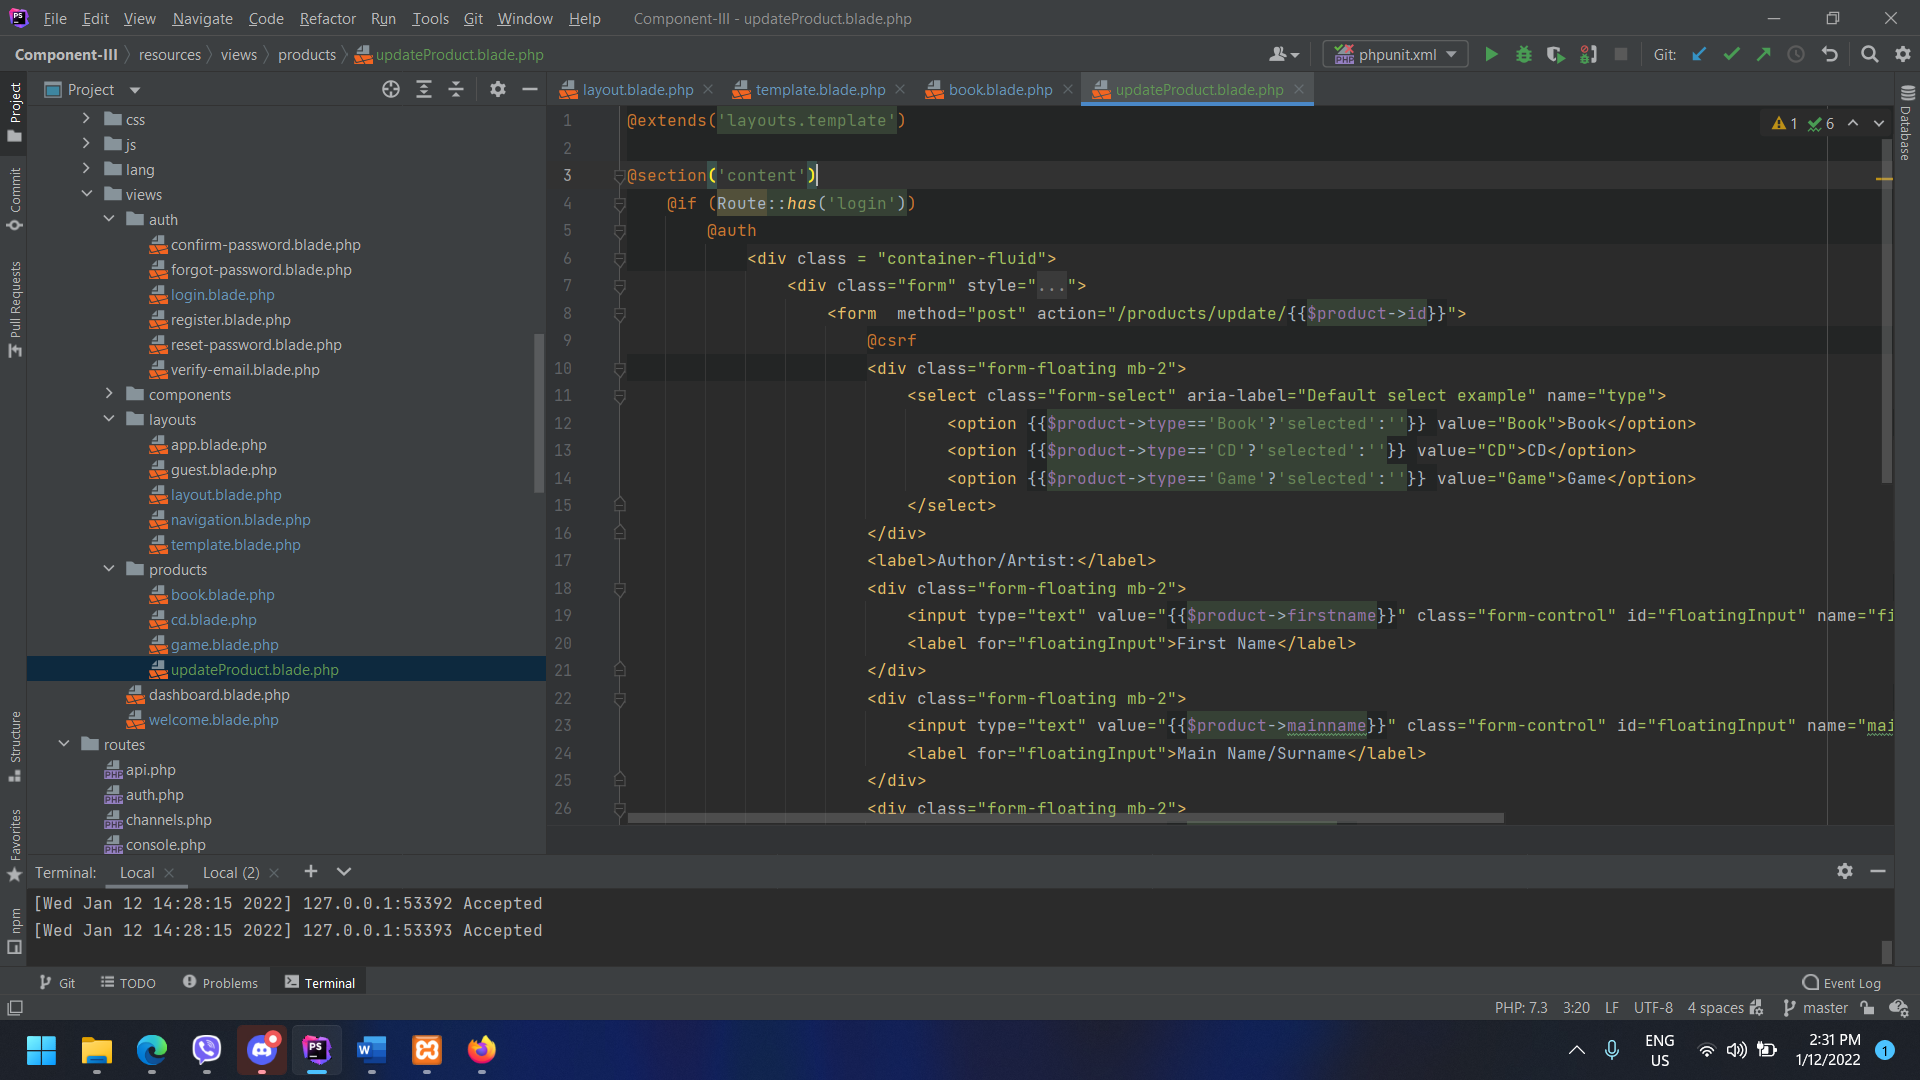 File Edit View Navigate Code Refactor Run Tools Git Window Help Component-III - updateProduct.blade.php
Component-III resources views products updateProduct.blade.php phpunit.xml Git:
Project layout.blade.php template.blade.php book.blade.php updateProduct.blade.php
Project
Commit
Pull Requests
Structure
Favorites
npm
Database
css
js
lang
views
auth
confirm-password.blade.php
forgot-password.blade.php
login.blade.php
register.blade.php
reset-password.blade.php
verify-email.blade.php
components
layouts
app.blade.php
guest.blade.php
layout.blade.php
navigation.blade.php
template.blade.php
products
book.blade.php
cd.blade.php
game.blade.php
updateProduct.blade.php
dashboard.blade.php
welcome.blade.php
routes
api.php
auth.php
channels.php
console.php
1 6
1 @extends('layouts.template')
2
3 @section('content')
4 @if (Route::has('login'))
5 @auth
6 <div class = "container-fluid">
7 <div class="form" style="...">
8 <form  method="post" action="/products/update/{{$product->id}}">
9 @csrf
10 <div class="form-floating mb-2">
11 <select class="form-select" aria-label="Default select example" name="type">
12 <option {{$product->type=='Book'?'selected':''}} value="Book">Book</option>
13 <option {{$product->type=='CD'?'selected':''}} value="CD">CD</option>
14 <option {{$product->type=='Game'?'selected':''}} value="Game">Game</option>
15 </select>
16 </div>
17 <label>Author/Artist:</label>
18 <div class="form-floating mb-2">
19 <input type="text" value="{{$product->firstname}}" class="form-control" id="floatingInput" name="fi
20 <label for="floatingInput">First Name</label>
21 </div>
22 <div class="form-floating mb-2">
23 <input type="text" value="{{$product->mainname}}" class="form-control" id="floatingInput" name="mai
24 <label for="floatingInput">Main Name/Surname</label>
25 </div>
26 <div class="form-floating mb-2">
Terminal: Local Local (2)
[Wed Jan 12 14:28:15 2022] 127.0.0.1:53392 Accepted
[Wed Jan 12 14:28:15 2022] 127.0.0.1:53393 Accepted
Git TODO Problems Terminal Event Log
PHP: 7.3 3:20 LF UTF-8 4 spaces master
ENG
US
2:31 PM
1/12/2022
1